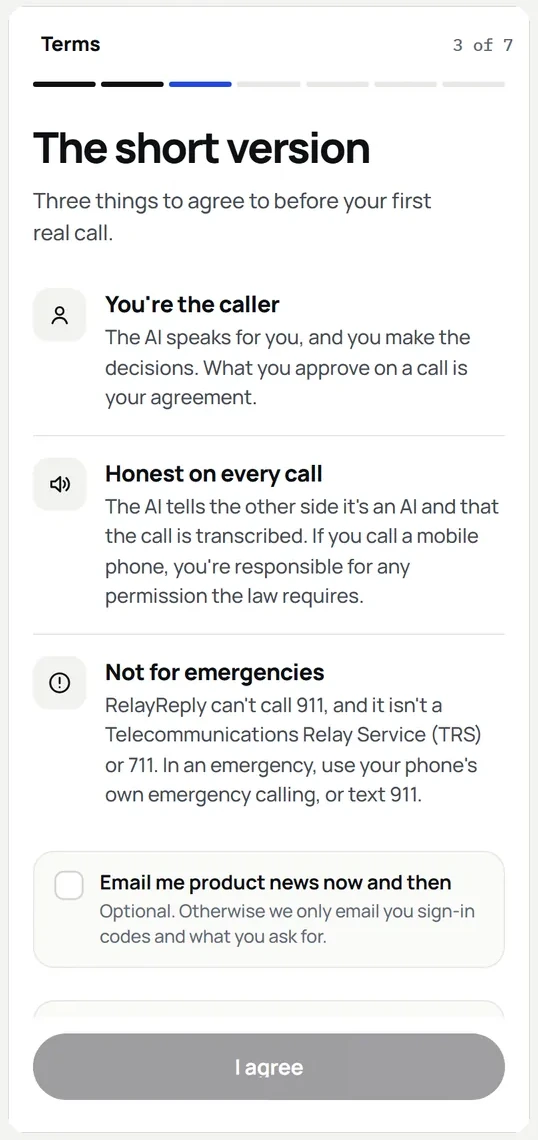 Terms
3 of 7
The short version
Three things to agree to before your first
real call.
You're the caller
The AI speaks for you, and you make the
decisions. What you approve on a call is
your agreement.
Honest on every call
The AI tells the other side it's an AI and that
the call is transcribed. If you call a mobile
phone, you're responsible for any
permission the law requires.
Not for emergencies
RelayReply can't call 911, and it isn't a
Telecommunications Relay Service (TRS)
or 711. In an emergency, use your phone's
own emergency calling, or text 911.
Email me product news now and then
Optional. Otherwise we only email you sign-in
codes and what you ask for.
I agree